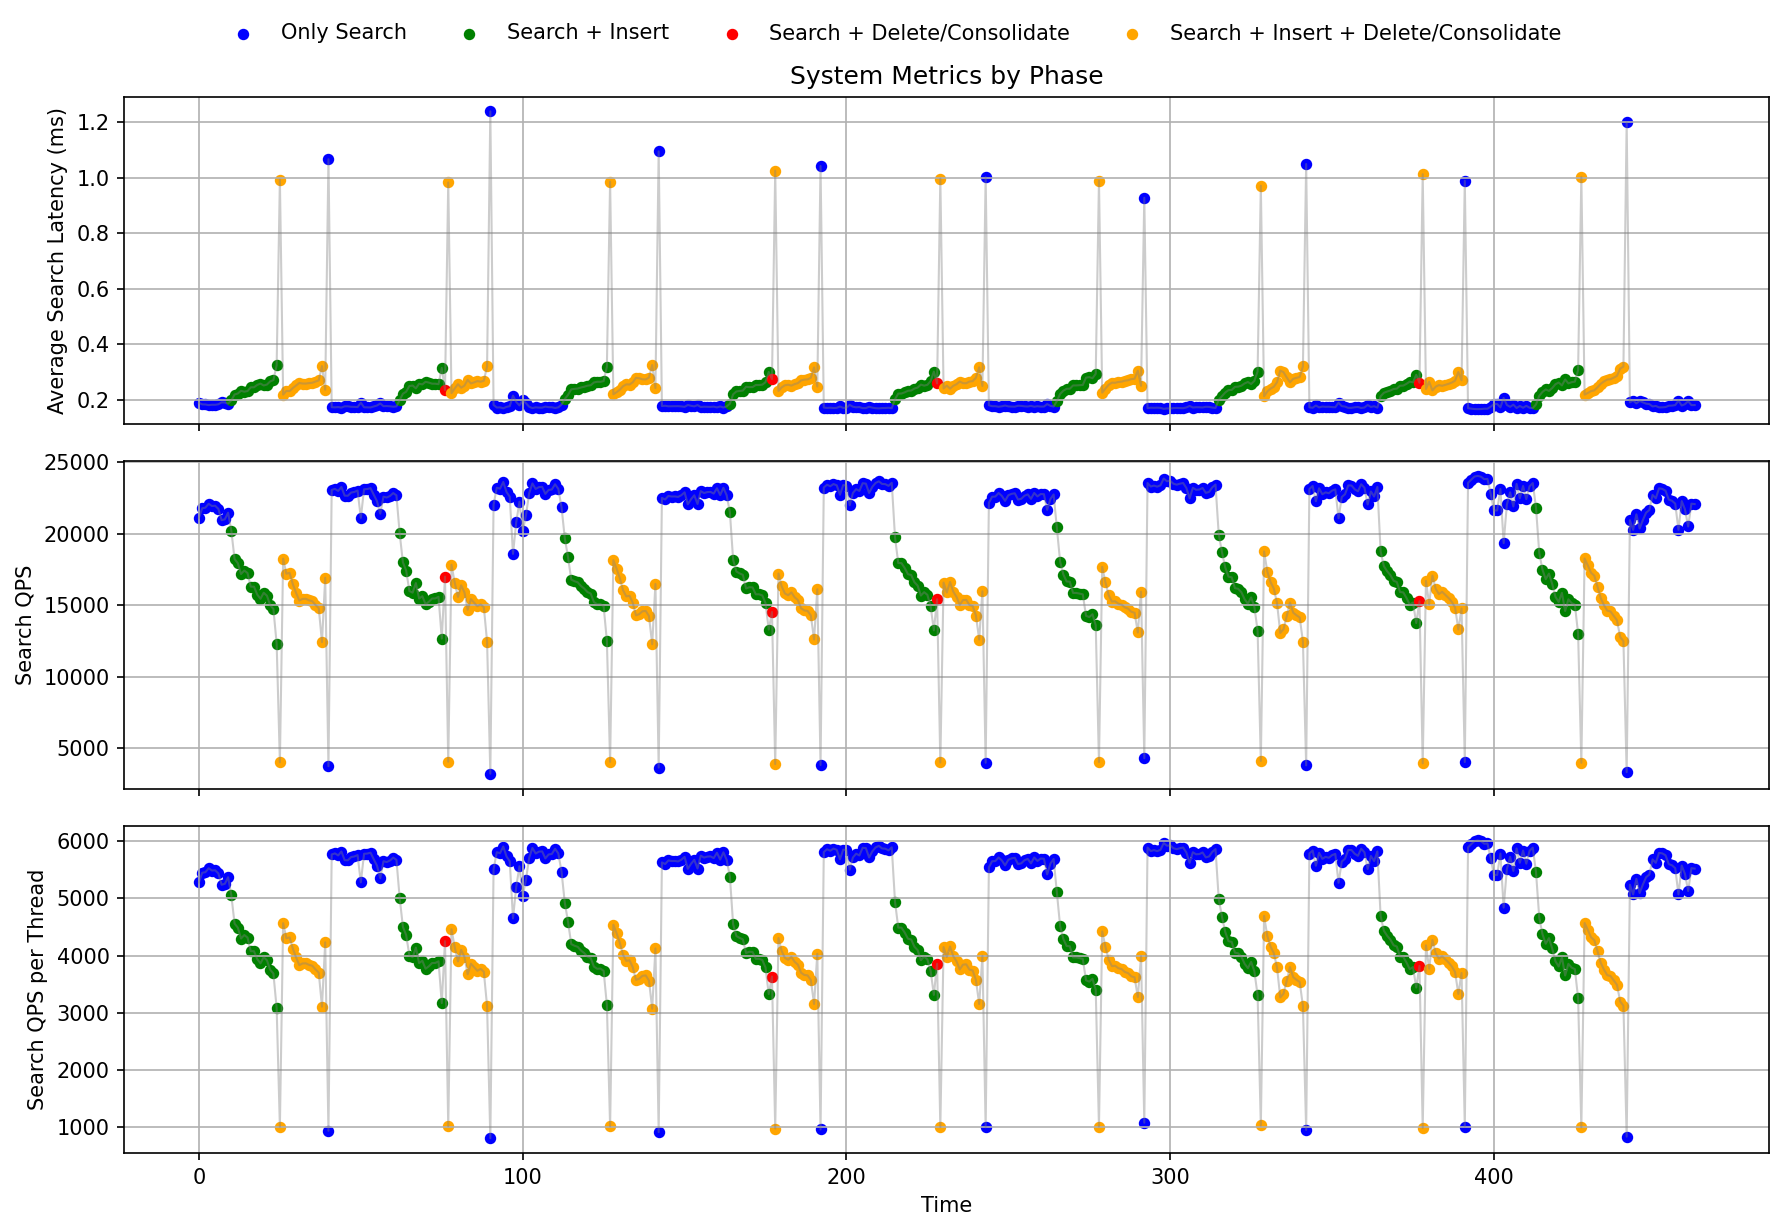 Only Search
Search + Insert
Search + Delete/Consolidate
Search + Insert + Delete/Consolidate
System Metrics by Phase
Average Search Latency (ms)
1.2
1.0
0.8
0.6
0.4
0.2
Search QPS
25000
20000
15000
10000
5000
Search QPS per Thread
6000
5000
4000
3000
2000
1000
0
100
200
300
400
Time